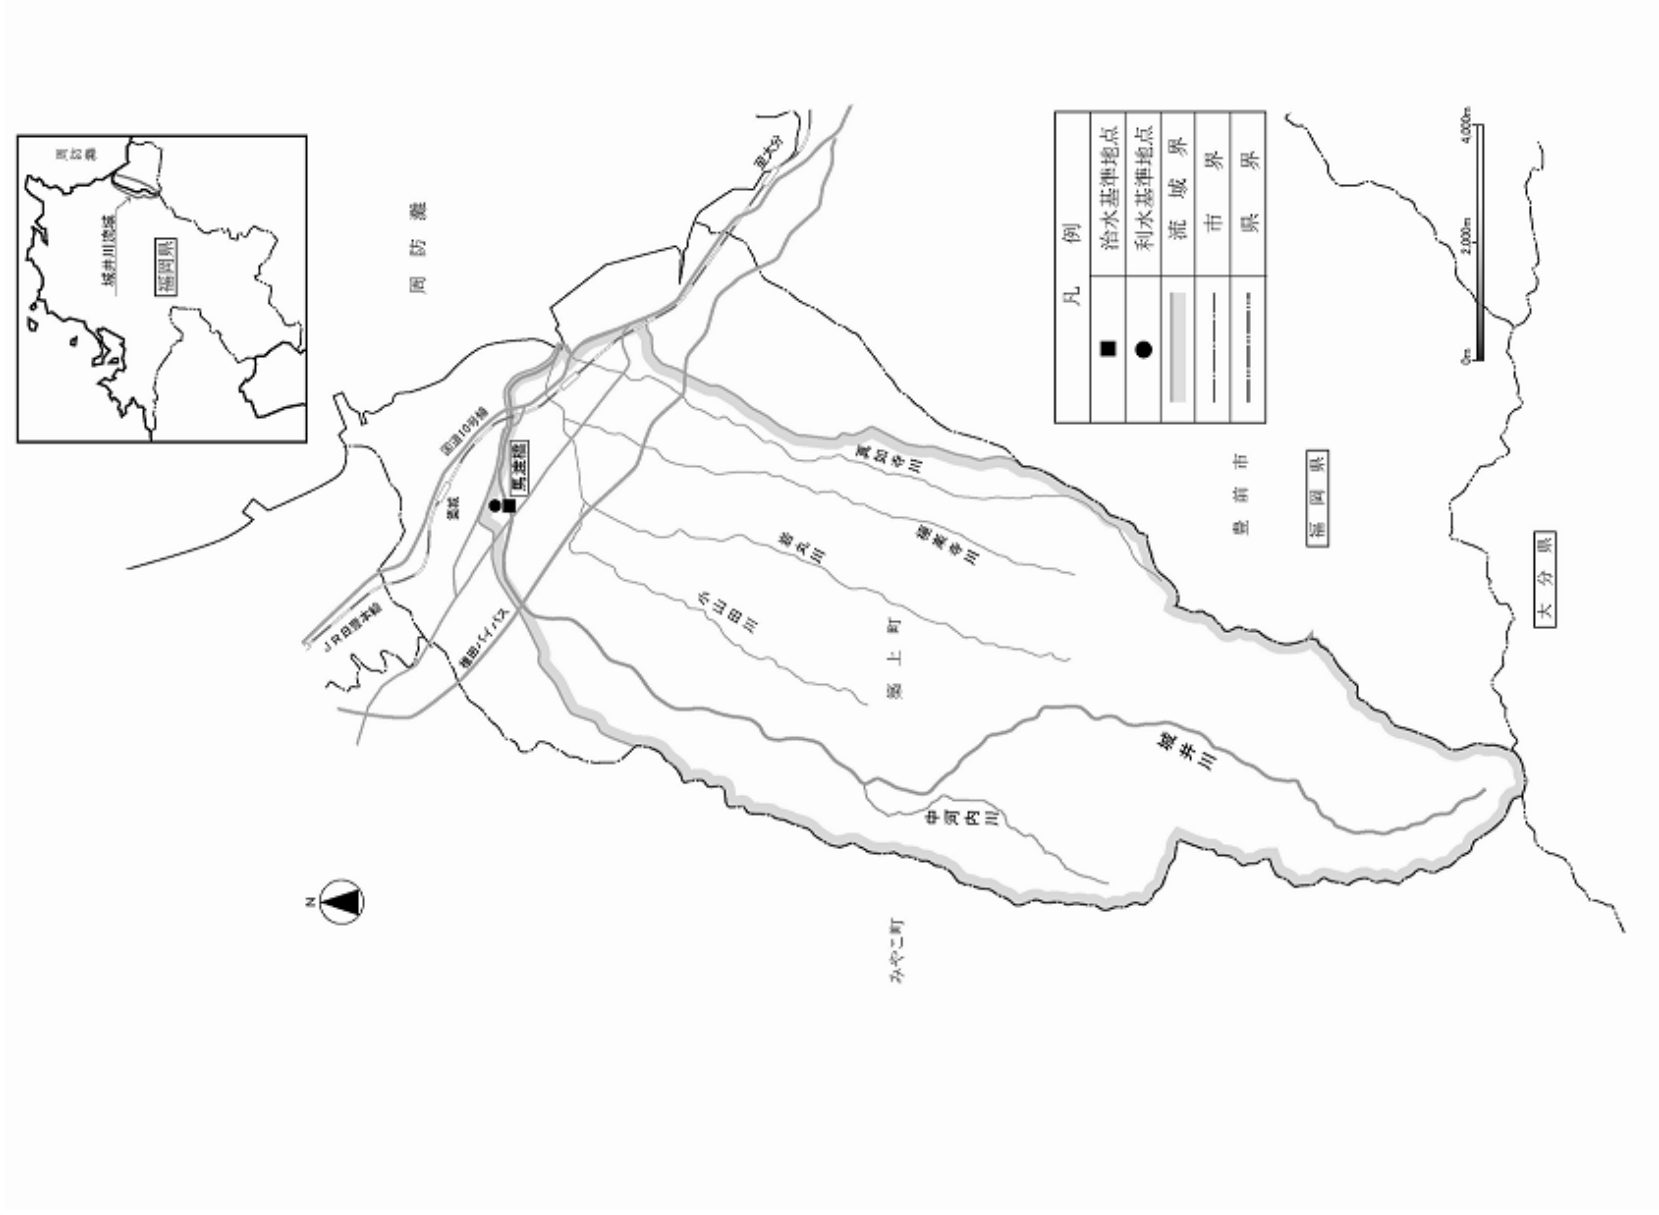 周防灘
城井川流域
福岡県
周防灘
至大分
国道10号線
築城
馬進橋
JR日豊本線
椎田バイパス
凡例
治水基準地点
利水基準地点
流域界
市界
県界
0m 2,000m 4,000m
真如寺川
極楽寺川
岩丸川
小山田川
築上町
城井川
中河内川
豊前市
福岡県
大分県
みやこ町
N